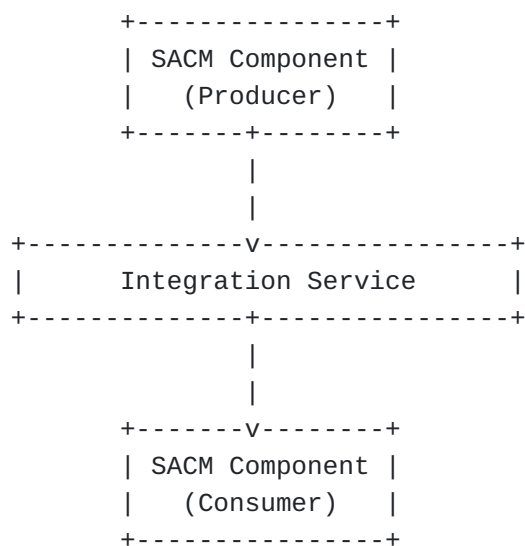 +----------------+
| SACM Component |
|   (Producer)   |
+-------+--------+
        |
        |
+--------------v----------------+
|      Integration Service      |
+--------------+----------------+
        |
        |
+-------v--------+
| SACM Component |
|   (Consumer)   |
+----------------+